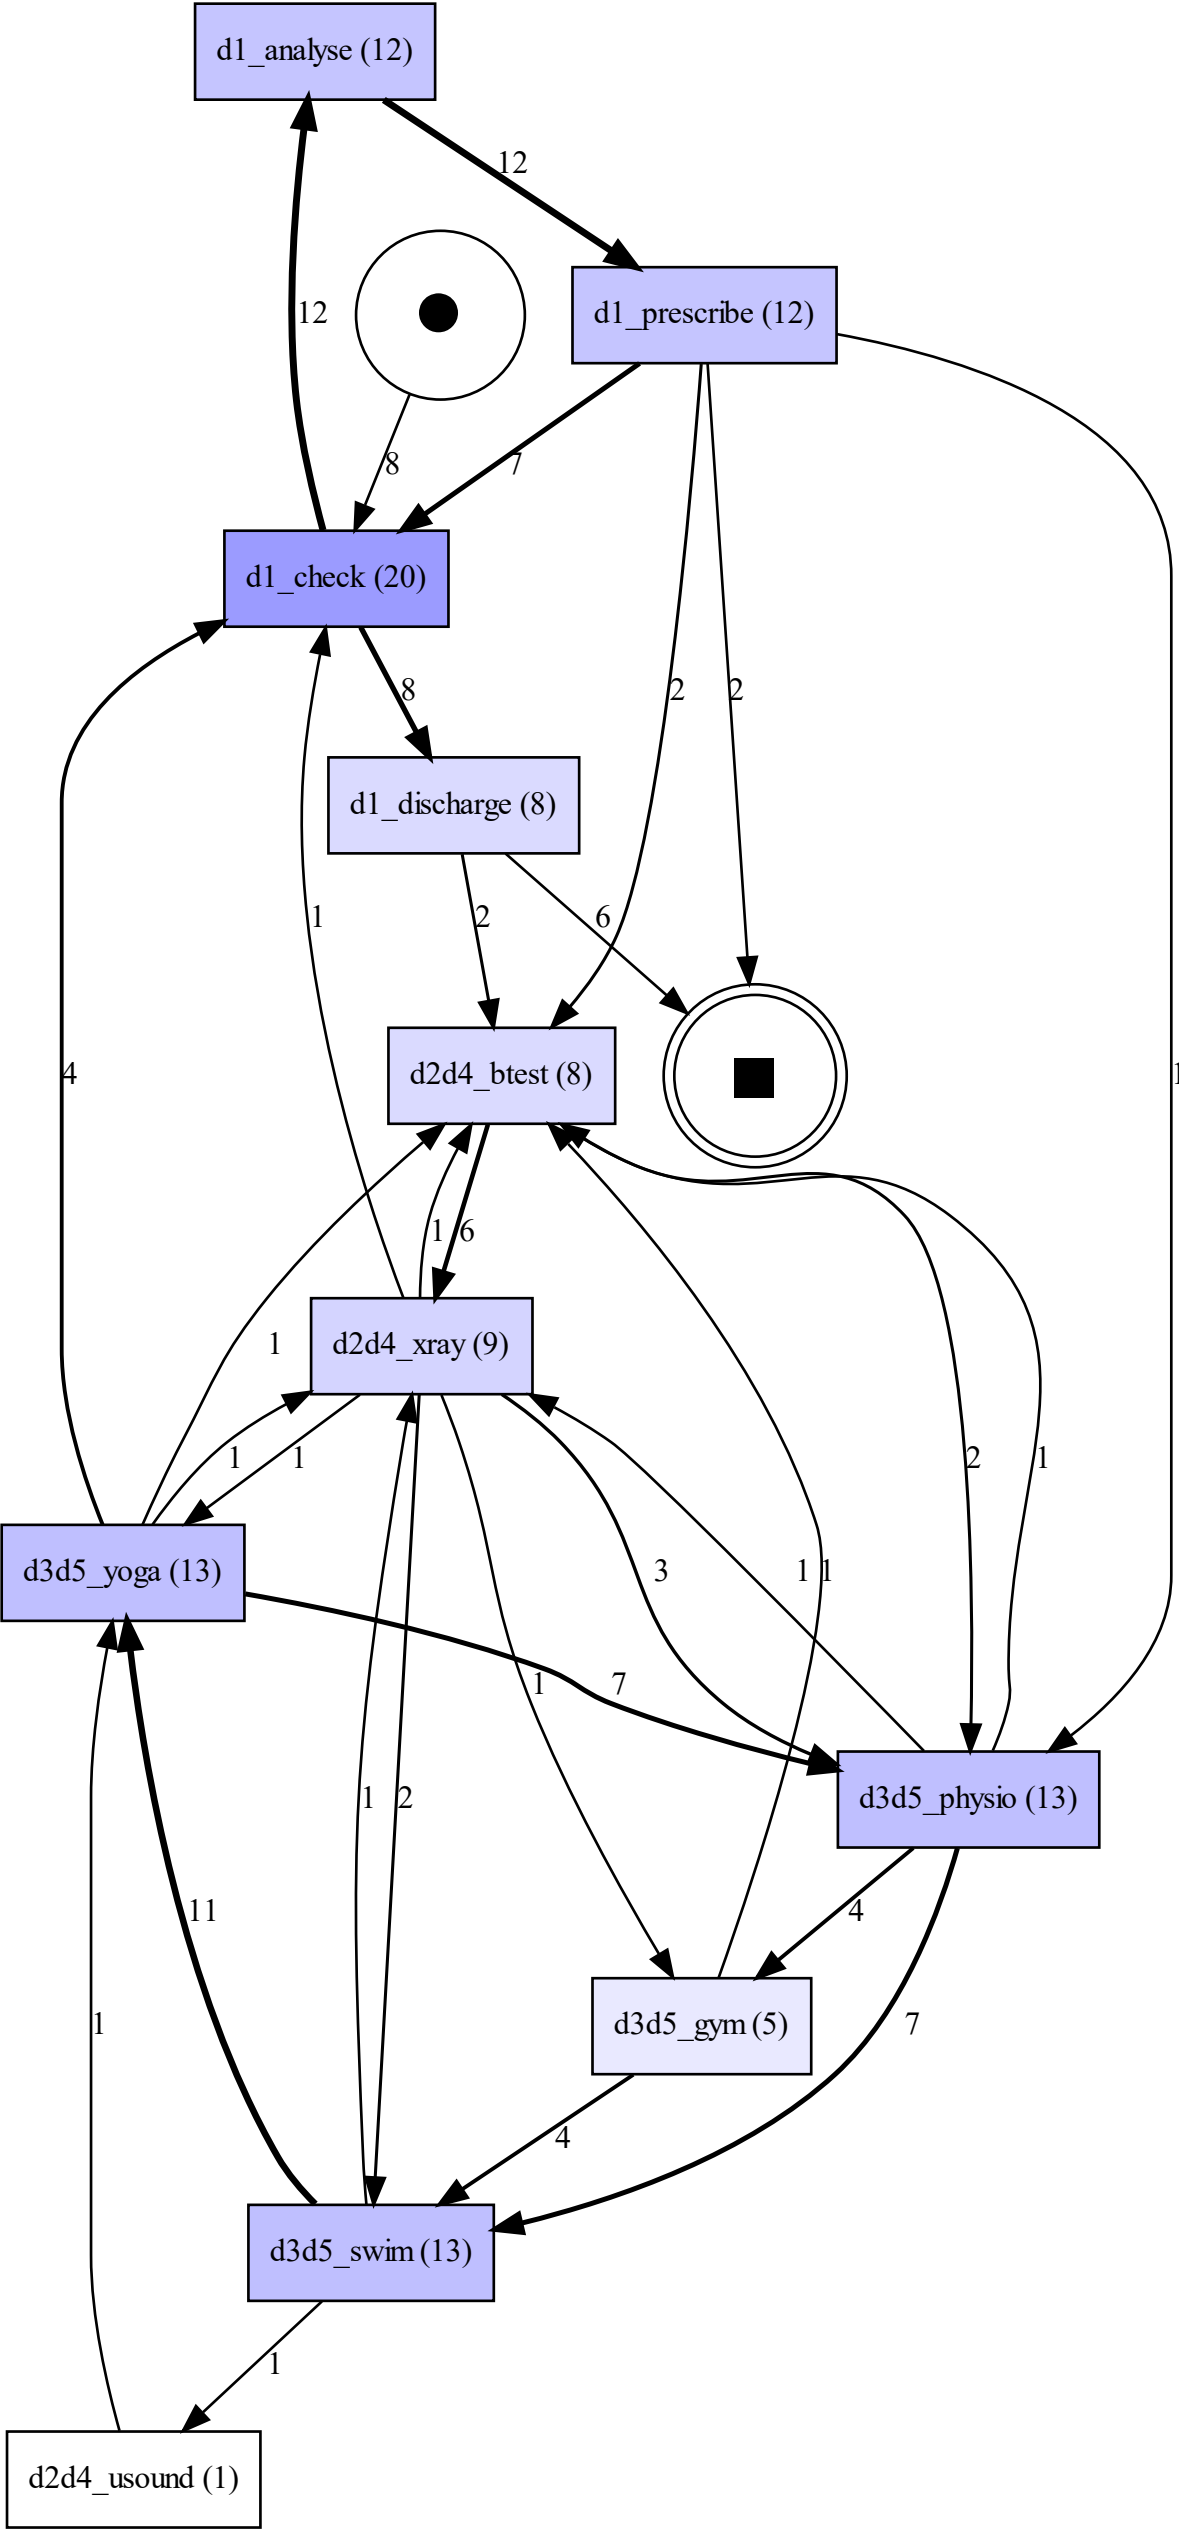 d1_analyse (12)
12
d1_prescribe (12)
12
8
7
d1_check (20)
8
2
2
d1_discharge (8)
1
2
6
d2d4_btest (8)
4
1
1
6
1
d2d4_xray (9)
1
1
2
1
d3d5_yoga (13)
3
1
1
1
7
1
2
d3d5_physio (13)
11
4
1
d3d5_gym (5)
7
4
d3d5_swim (13)
1
d2d4_usound (1)